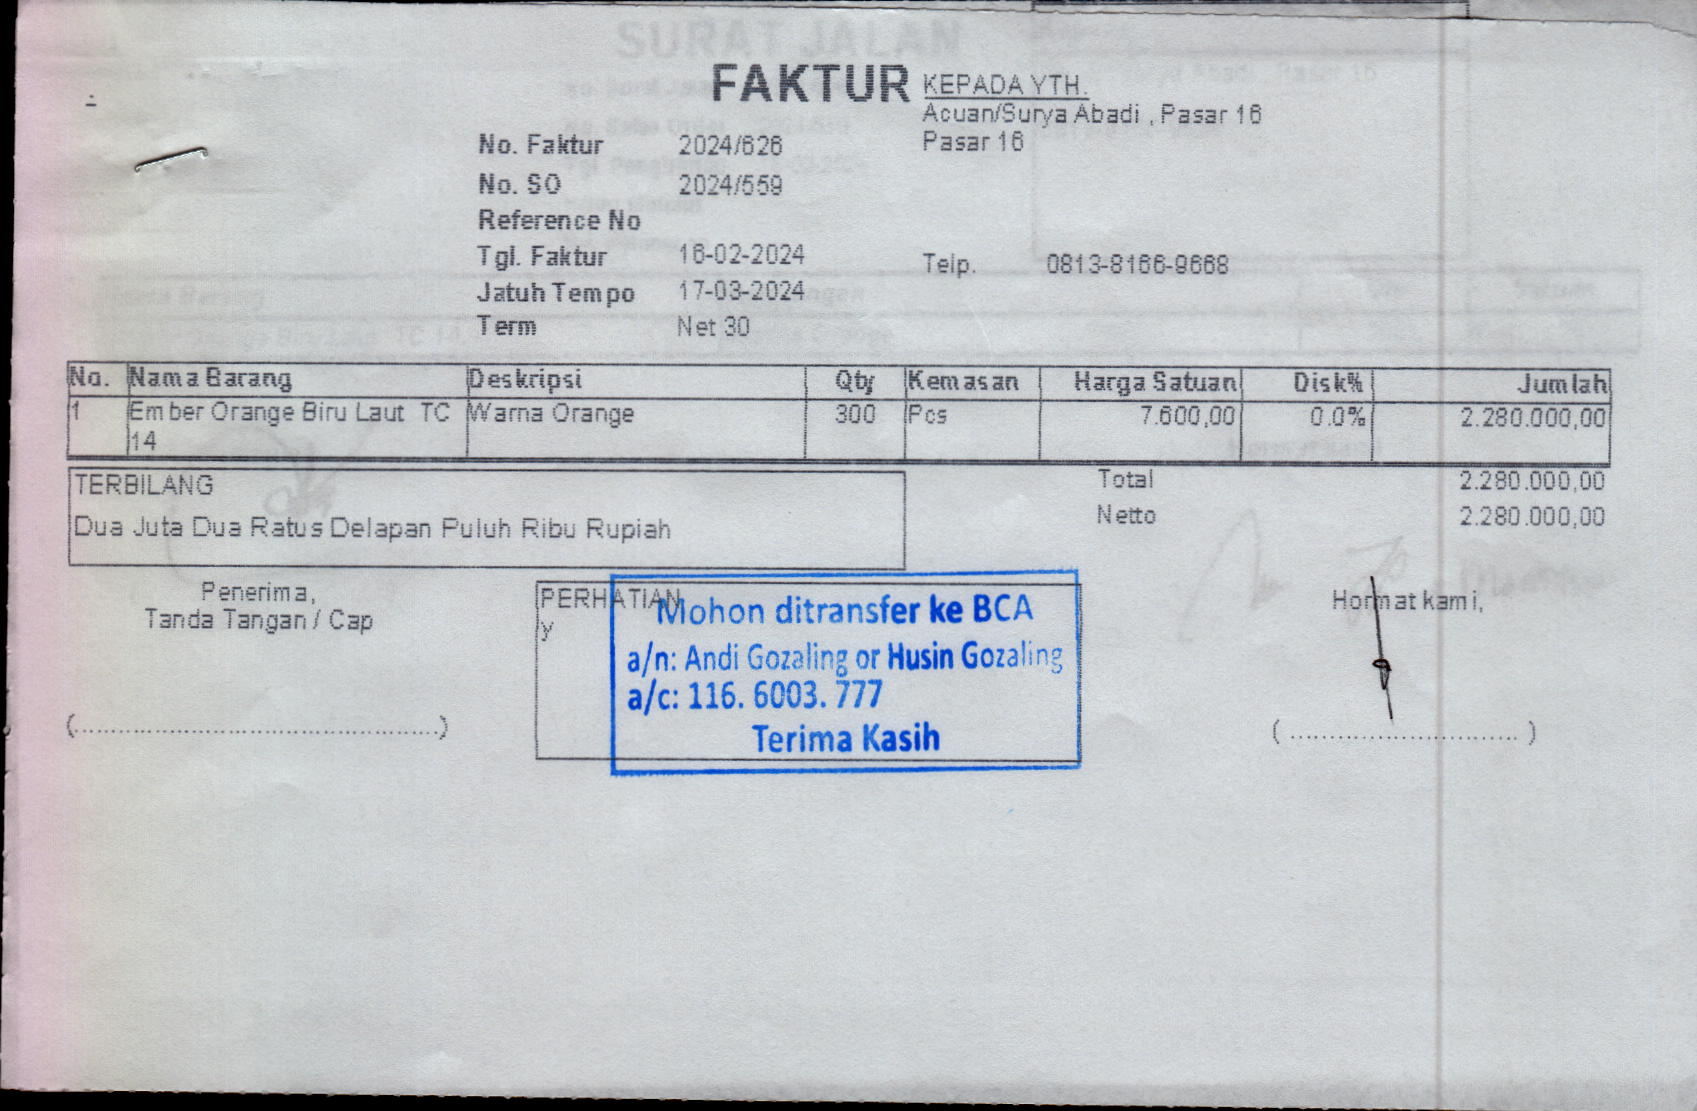 SURAT JALAN
FAKTUR
KEPADA YTH.
Acuan/Surya Abadi , Pasar 16
Pasar 16
No. Faktur 2024/626
No. SO 2024/559
Reference No
Tgl. Faktur 16-02-2024
Telp. 0813-8166-9668
Jatuh Tempo 17-03-2024
Term Net 30
No. Nama Barang Deskripsi Qty Kemasan Harga Satuan Disk% Jumlah
1 Ember Orange Biru Laut TC Warna Orange 300 Pcs 7.600,00 0.0% 2.280.000,00
14
TERBILANG
Dua Juta Dua Ratus Delapan Puluh Ribu Rupiah
Total 2.280.000,00
Netto 2.280.000,00
Penerima,
Tanda Tangan / Cap
(..........................................)
PERHATIAN
y
Mohon ditransfer ke BCA
a/n: Andi Gozaling or Husin Gozaling
a/c: 116. 6003. 777
Terima Kasih
Hormat kami,
( ............................ )